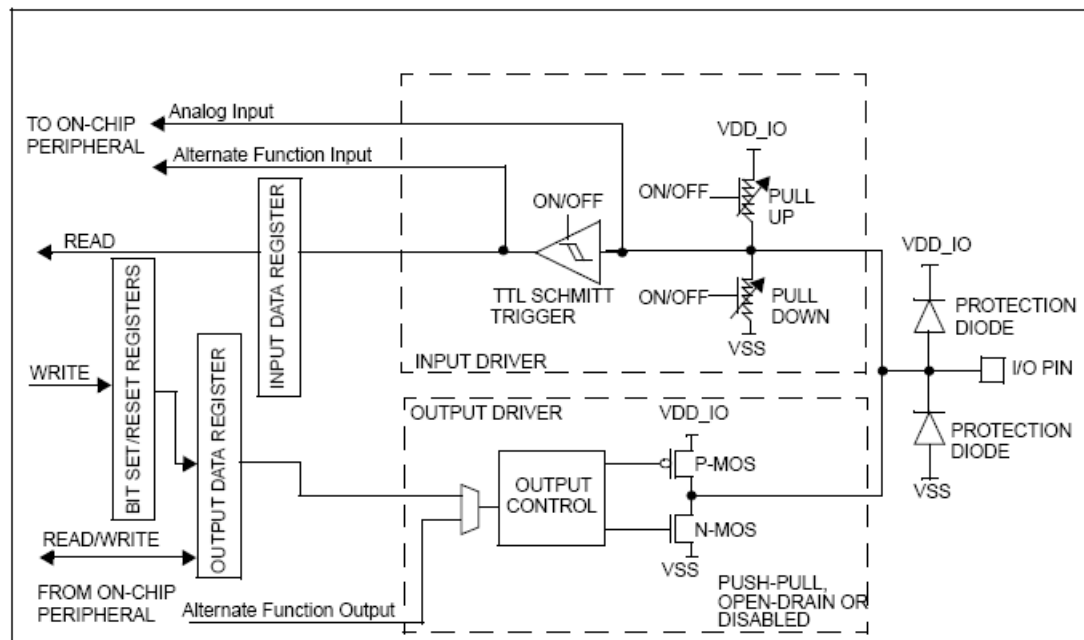 Analog Input
TO ON-CHIP
PERIPHERAL
Alternate Function Input
READ
INPUT DATA REGISTER
BIT SET/RESET REGISTERS
OUTPUT DATA REGISTER
WRITE
READ/WRITE
FROM ON-CHIP
PERIPHERAL
Alternate Function Output
ON/OFF
TTL SCHMITT
TRIGGER
VDD_IO
ON/OFF
PULL
UP
ON/OFF
PULL
DOWN
VSS
INPUT DRIVER
OUTPUT DRIVER
VDD_IO
P-MOS
OUTPUT
CONTROL
N-MOS
VSS
PUSH-PULL,
OPEN-DRAIN OR
DISABLED
VDD_IO
PROTECTION
DIODE
I/O PIN
PROTECTION
DIODE
VSS